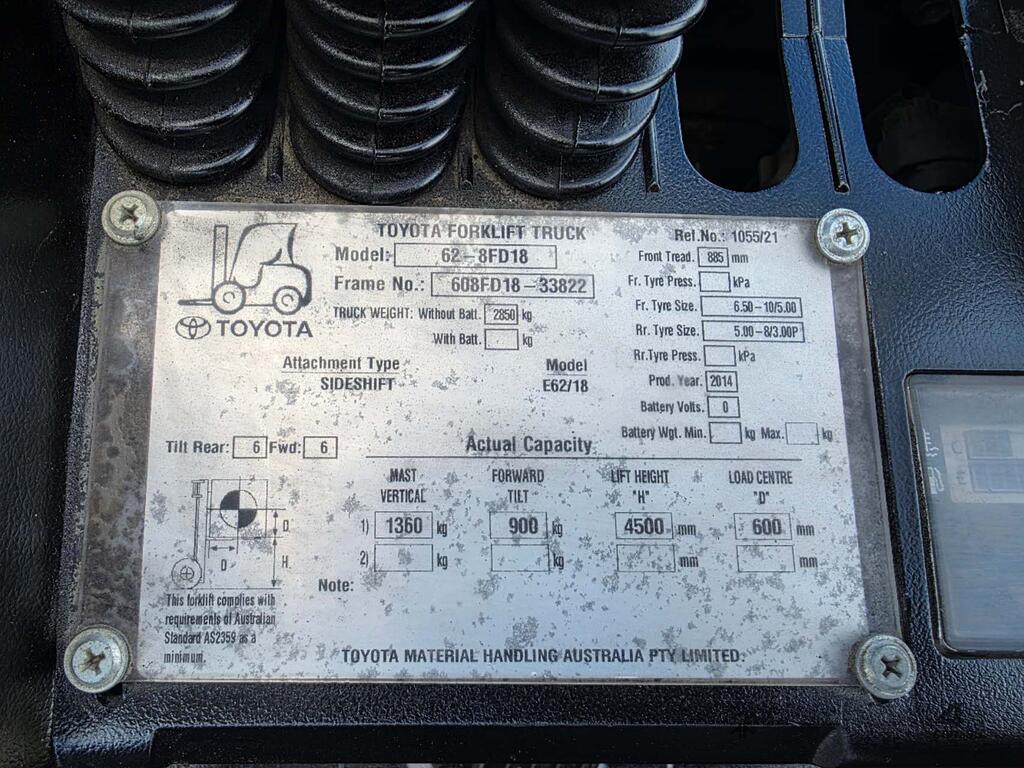 TOYOTA FORKLIFT TRUCK
Ref.No.: 1055/21
Model: 62-8FD18
Frame No.: 608FD18-33822
TRUCK WEIGHT: Without Batt. 2850 kg
With Batt. kg
TOYOTA
Front Tread. 885 mm
Fr. Tyre Press. kPa
Fr. Tyre Size. 6.50-10/5.00
Rr. Tyre Size. 5.00-8/3.00P
Rr.Tyre Press. kPa
Prod. Year. 2014
Battery Volts. 0
Battery Wgt. Min. kg Max. kg
Attachment Type Model
SIDESHIFT E62/18
Tilt Rear: 6 Fwd: 6
Actual Capacity
MAST VERTICAL
FORWARD TILT
LIFT HEIGHT "H"
LOAD CENTRE "D"
1) 1360 kg 900 kg 4500 mm 600 mm
2) kg kg mm mm
D
D H.
Note:
This forklift complies with
requirements of Australian
Standard AS2359 as a
minimum.
TOYOTA MATERIAL HANDLING AUSTRALIA PTY LIMITED.